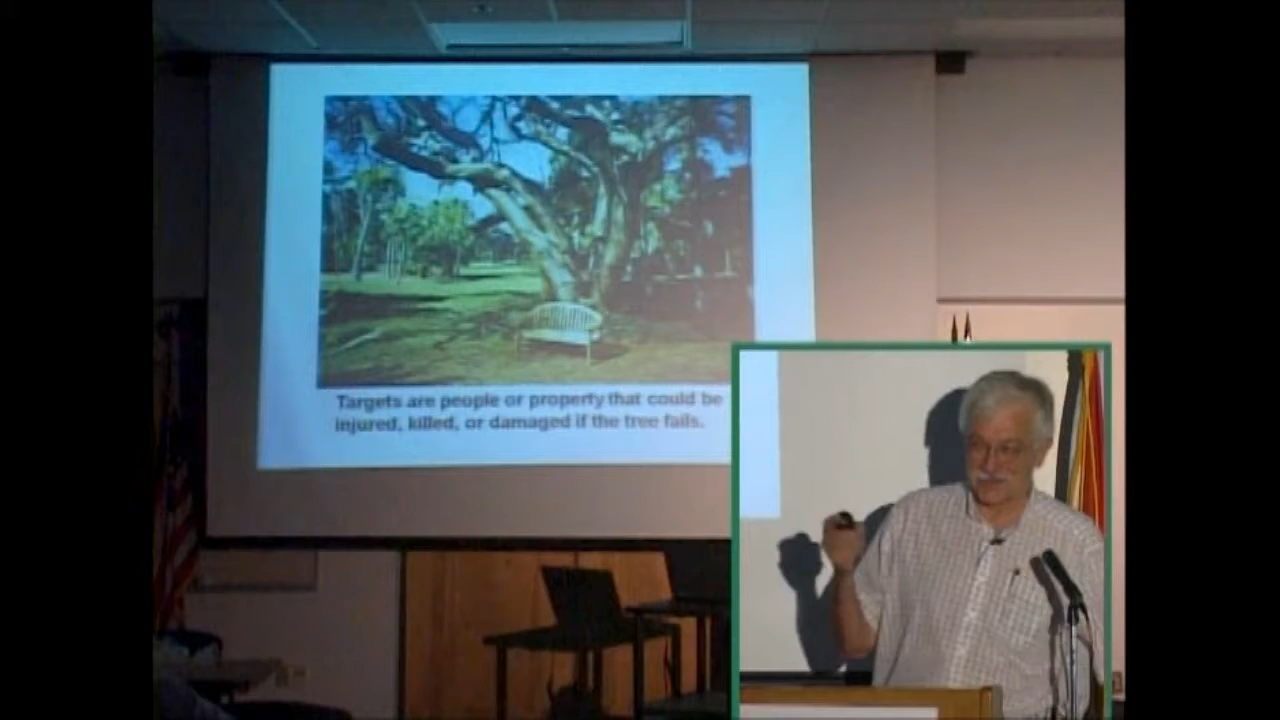 Targets are people or property that could be
injured, killed, or damaged if the tree fails.